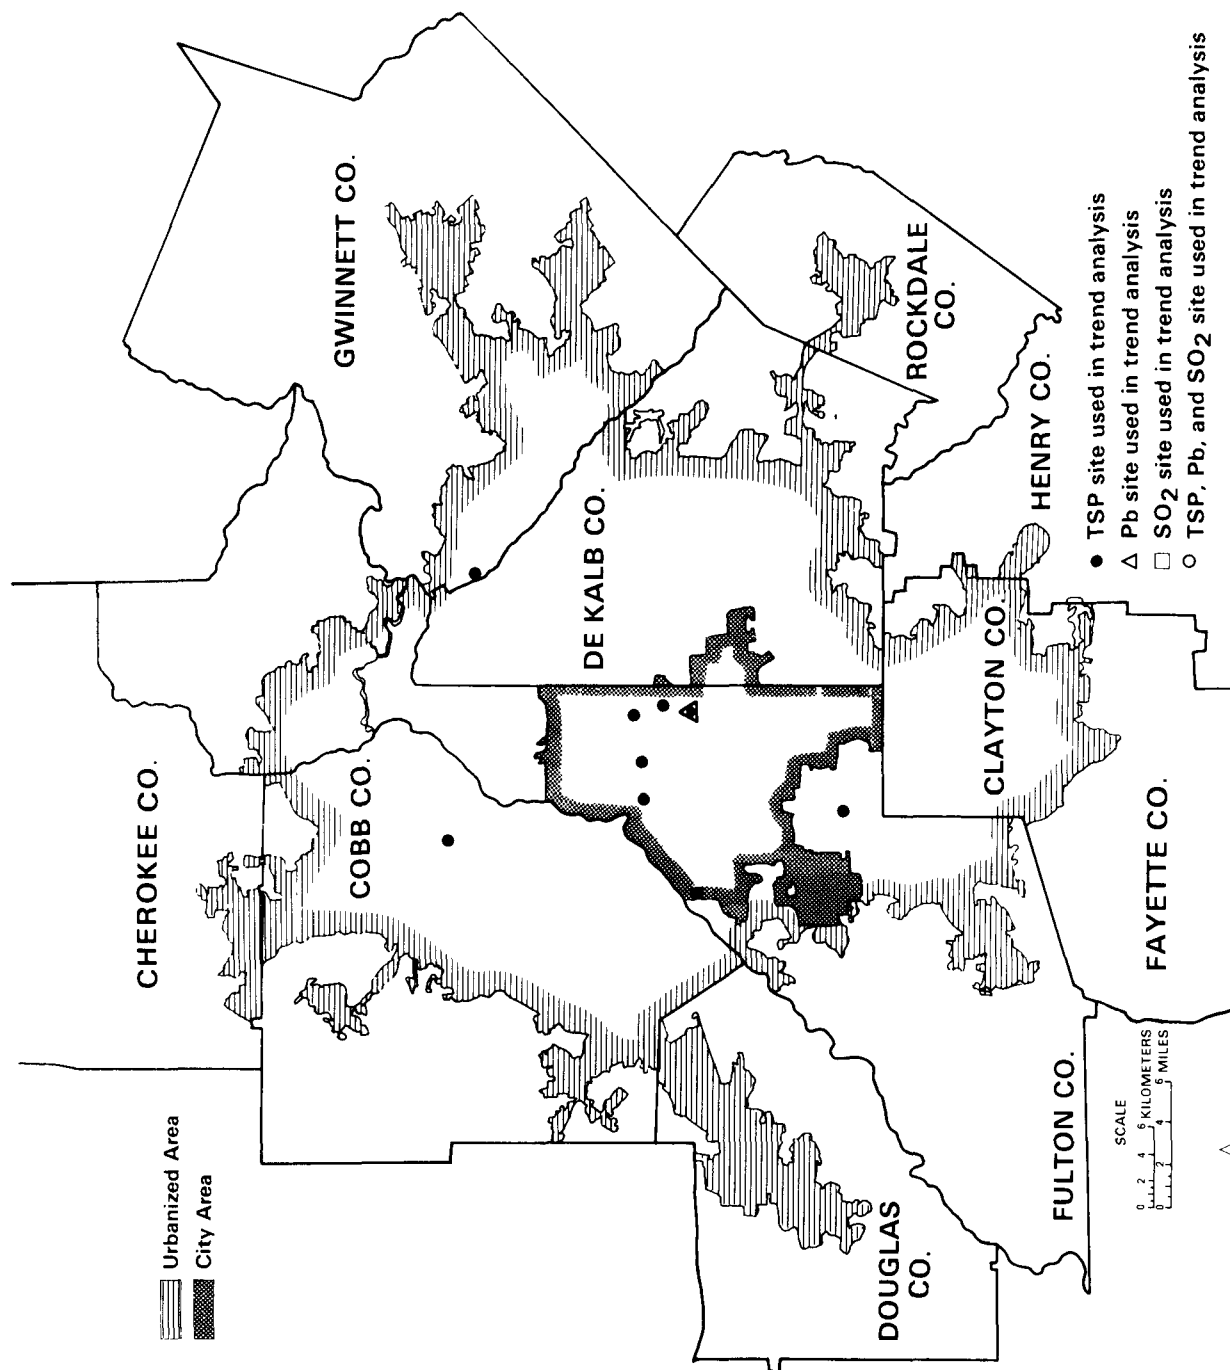 Urbanized Area
City Area
CHEROKEE CO.
COBB CO.
GWINNETT CO.
DE KALB CO.
ROCKDALE
CO.
DOUGLAS
CO.
FULTON CO.
CLAYTON CO.
HENRY CO.
FAYETTE CO.
SCALE
0 2 4 6 KILOMETERS
0 2 4 6 MILES
● TSP site used in trend analysis
△ Pb site used in trend analysis
□ SO2 site used in trend analysis
○ TSP, Pb, and SO2 site used in trend analysis